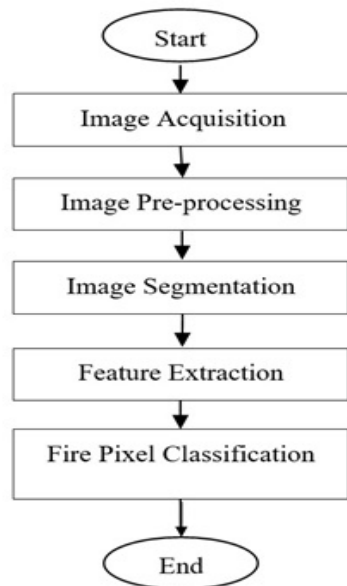 Start
Image Acquisition
Image Pre-processing
Image Segmentation
Feature Extraction
Fire Pixel Classification
End